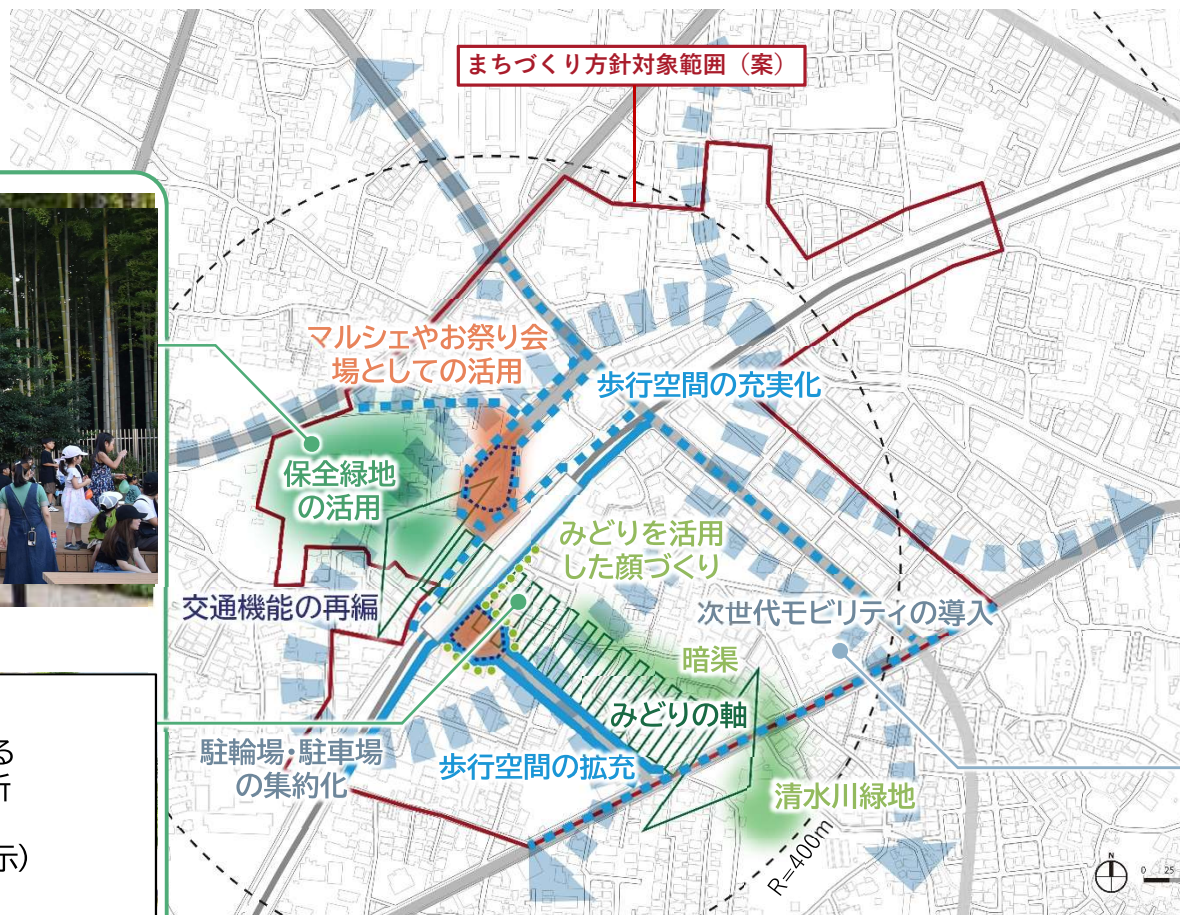 まちづくり方針対象範囲（案）
マルシェやお祭り会
場としての活用
歩行空間の充実化
保全緑地
の活用
みどりを活用
した顔づくり
交通機能の再編
次世代モビリティの導入
暗渠
みどりの軸
駐輪場・駐車場
の集約化
歩行空間の拡充
清水川緑地
R=400m
る
所
示）
N
0 25